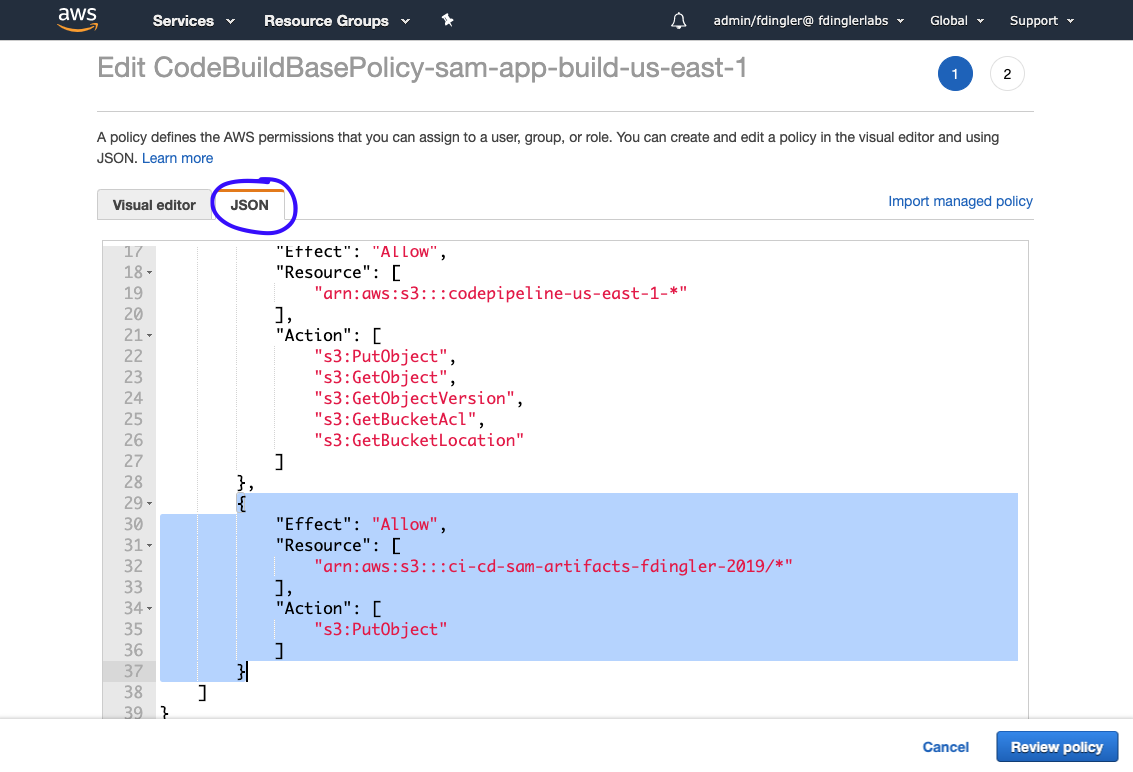 aws
Services
Resource Groups
admin/fdingler@ fdinglerlabs
Global
Support
Edit CodeBuildBasePolicy-sam-app-build-us-east-1
1
2
A policy defines the AWS permissions that you can assign to a user, group, or role. You can create and edit a policy in the visual editor and using
JSON. Learn more
Visual editor
JSON
Import managed policy
17 "Effect": "Allow",
18 "Resource": [
19 "arn:aws:s3:::codepipeline-us-east-1-*"
20 ],
21 "Action": [
22 "s3:PutObject",
23 "s3:GetObject",
24 "s3:GetObjectVersion",
25 "s3:GetBucketAcl",
26 "s3:GetBucketLocation"
27 ]
28 },
29 {
30 "Effect": "Allow",
31 "Resource": [
32 "arn:aws:s3:::ci-cd-sam-artifacts-fdingler-2019/*"
33 ],
34 "Action": [
35 "s3:PutObject"
36 ]
37 }
38 ]
39 }
Cancel
Review policy